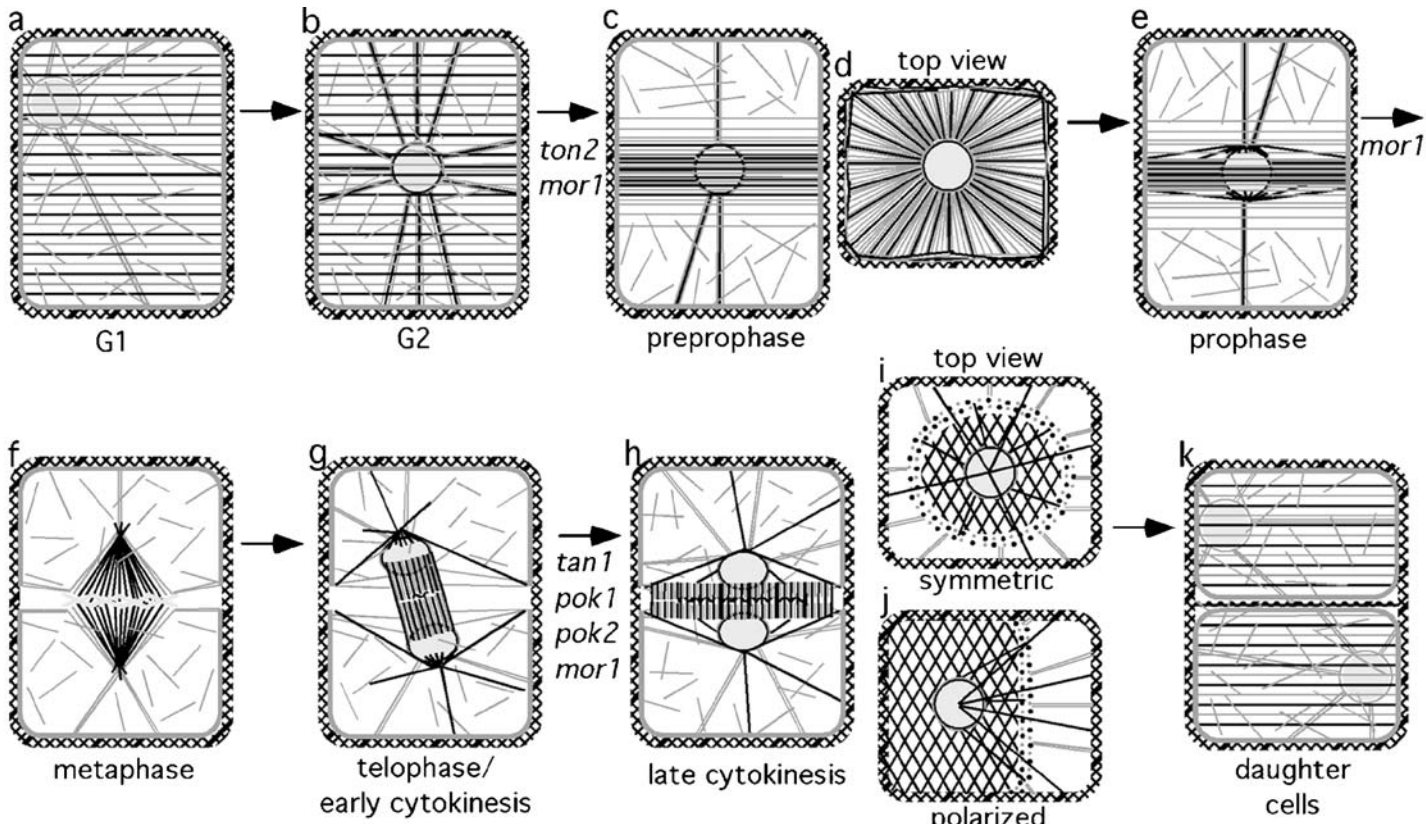 a
b
c
d
top view
e
ton2
mor1
mor1
G1
G2
preprophase
prophase
f
g
h
i
top view
k
tan1
pok1
pok2
mor1
symmetric
j
metaphase
telophase/
early cytokinesis
late cytokinesis
polarized
daughter
cells